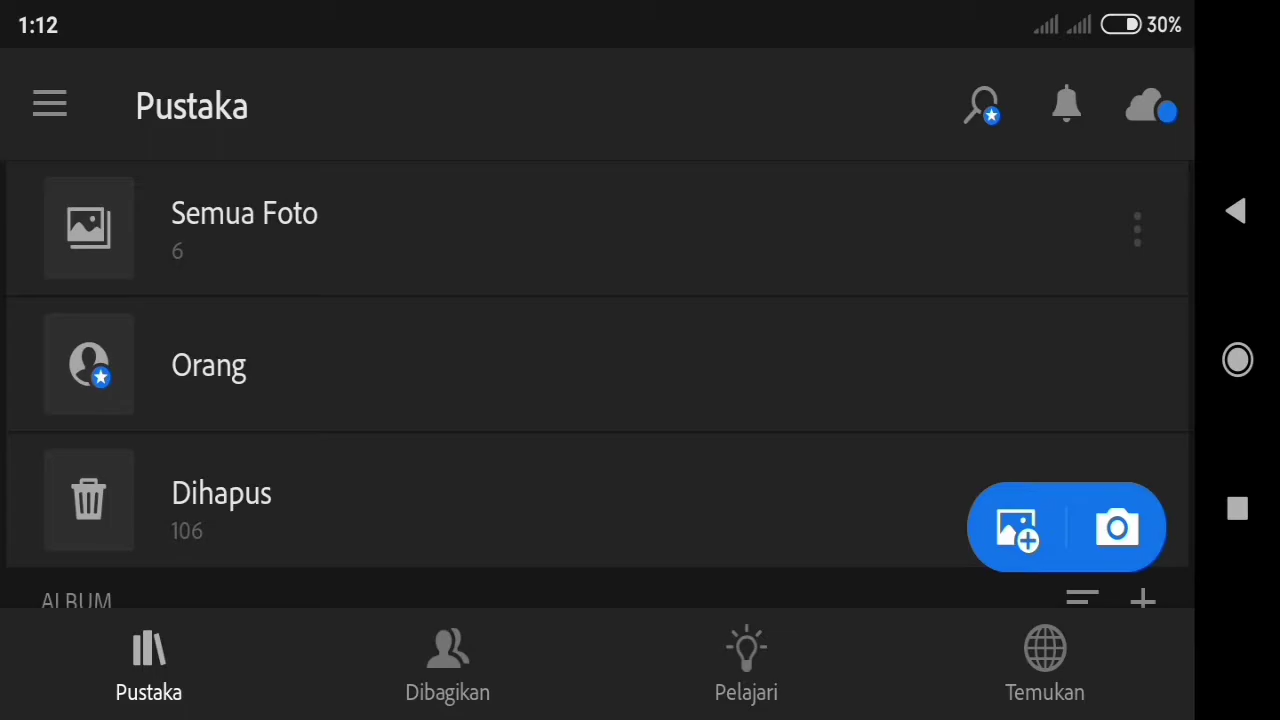 1:12
30%
Pustaka
Semua Foto
6
Orang
Dihapus
106
ALBUM
Pustaka
Dibagikan
Pelajari
Temukan